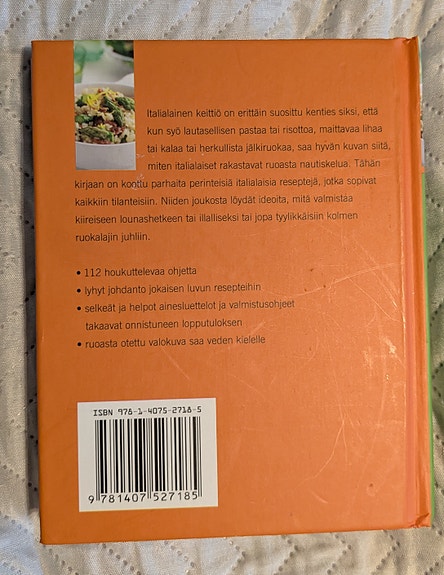 Italialainen keittiö on erittäin suosittu kenties siksi, että
kun syö lautasellisen pastaa tai risottoa, maittavaa lihaa
tai kalaa tai herkullista jälkiruokaa, saa hyvän kuvan siitä,
miten italialaiset rakastavat ruoasta nautiskelua. Tähän
kirjaan on koottu parhaita perinteisiä italialaisia reseptejä, jotka sopivat
kaikkiin tilanteisiin. Niiden joukosta löydät ideoita, mitä valmistaa
kiireiseen lounashetkeen tai illalliseksi tai jopa tyylikkäisiin kolmen
ruokalajin juhliin.
• 112 houkuttelevaa ohjetta
• lyhyt johdanto jokaisen luvun resepteihin
• selkeät ja helpot ainesluettelot ja valmistusohjeet
takaavat onnistuneen lopputuloksen
• ruoasta otettu valokuva saa veden kielelle
ISBN 978-1-4075-2718-5
9 781407 527185